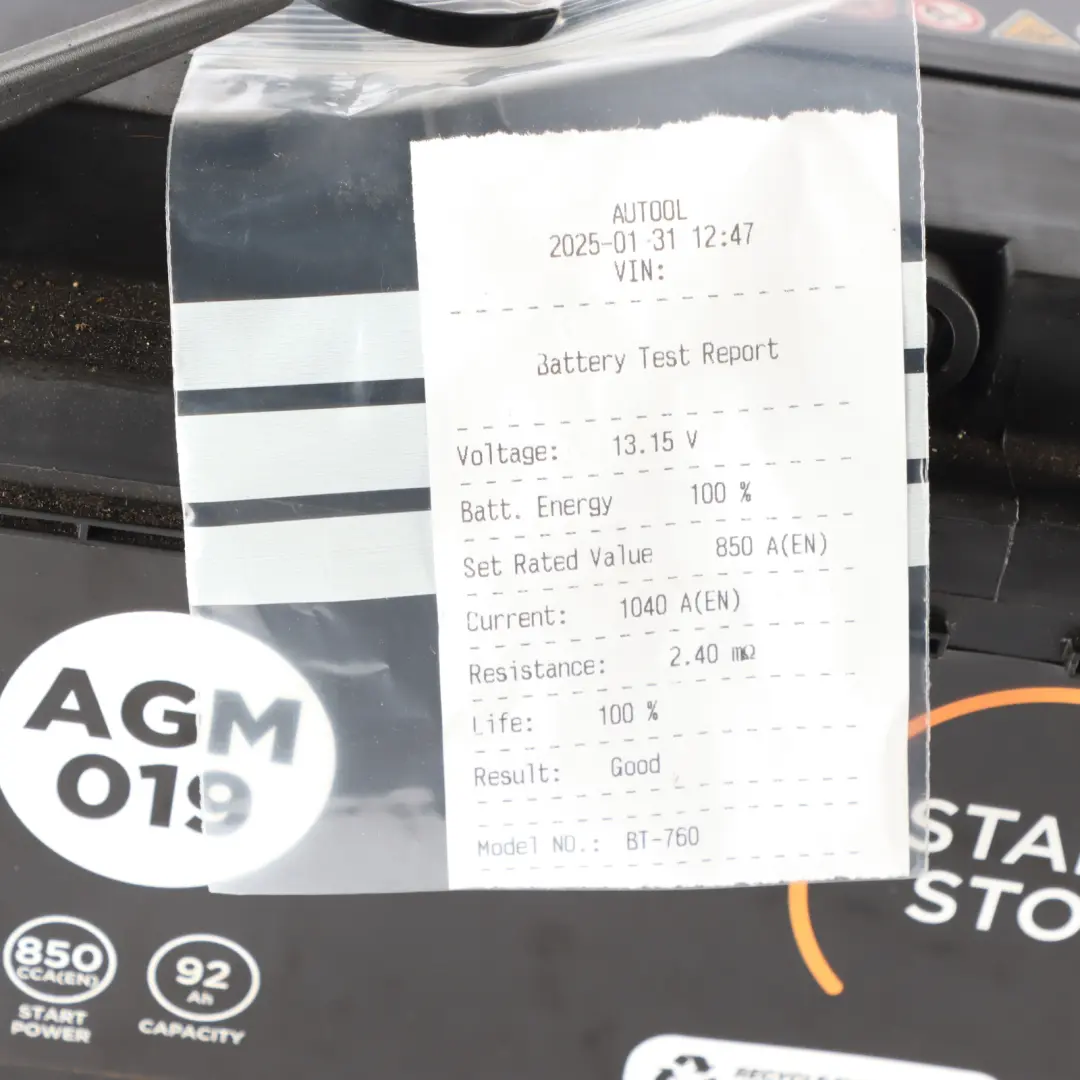 AUTOOL
2025-01-31 12:47
VIN:
Battery Test Report
Voltage: 13.15 V
Batt. Energy 100 %
Set Rated Value 850 A(EN)
Current: 1040 A(EN)
Resistance: 2.40 mΩ
Life: 100 %
Result: Good
Model NO.: BT-760
AGM
019
850
CCA(EN)
START
POWER
92
Ah
CAPACITY
STA
STO